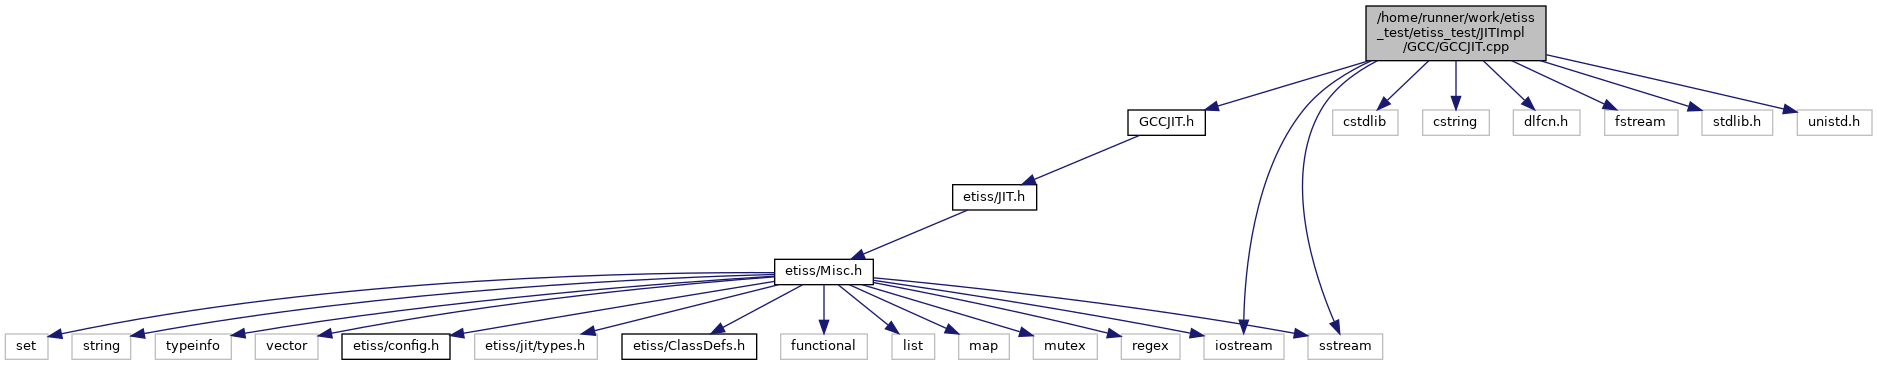 /home/runner/work/etiss
_test/etiss_test/JITImpl
/GCC/GCCJIT.cpp
GCCJIT.h
cstdlib
cstring
dlfcn.h
fstream
stdlib.h
unistd.h
etiss/JIT.h
etiss/Misc.h
set
string
typeinfo
vector
etiss/config.h
etiss/jit/types.h
etiss/ClassDefs.h
functional
list
map
mutex
regex
iostream
sstream